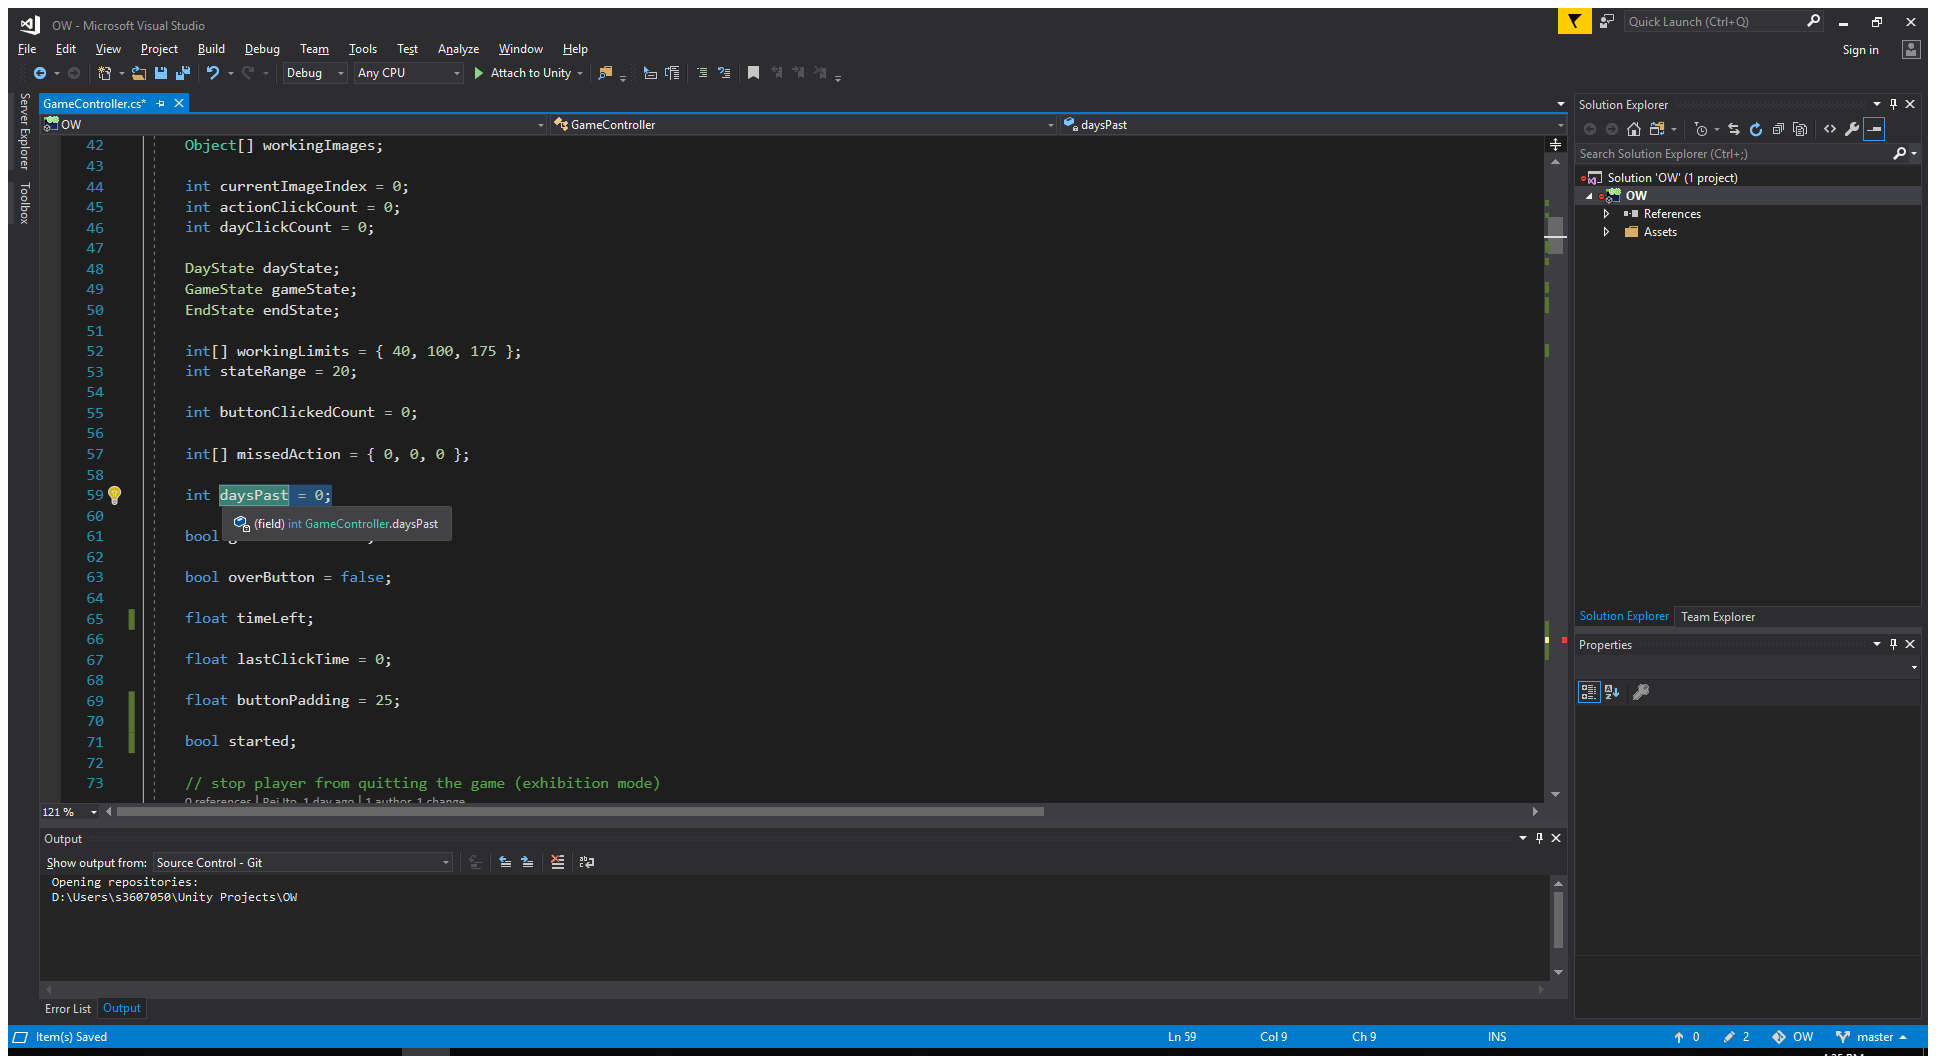 OW - Microsoft Visual Studio
Quick Launch (Ctrl+Q)
File Edit View Project Build Debug Team Tools Test Analyze Window Help
Sign in
Debug Any CPU Attach to Unity
Server Explorer
Toolbox
GameController.cs*
OW GameController daysPast
42 Object[] workingImages;
43
44 int currentImageIndex = 0;
45 int actionClickCount = 0;
46 int dayClickCount = 0;
47
48 DayState dayState;
49 GameState gameState;
50 EndState endState;
51
52 int[] workingLimits = { 40, 100, 175 };
53 int stateRange = 20;
54
55 int buttonClickedCount = 0;
56
57 int[] missedAction = { 0, 0, 0 };
58
59 int daysPast = 0;
60 (field) int GameController.daysPast
61 bool
62
63 bool overButton = false;
64
65 float timeLeft;
66
67 float lastClickTime = 0;
68
69 float buttonPadding = 25;
70
71 bool started;
72
73 // stop player from quitting the game (exhibition mode)
0 references | Rei Ito, 1 day ago | 1 author, 1 change
121 %
Output
Show output from: Source Control - Git
Opening repositories:
D:\Users\s3607050\Unity Projects\OW
Error List Output
Solution Explorer
Search Solution Explorer (Ctrl+;)
Solution 'OW' (1 project)
OW
References
Assets
Solution Explorer Team Explorer
Properties
Item(s) Saved Ln 59 Col 9 Ch 9 INS 0 2 OW master